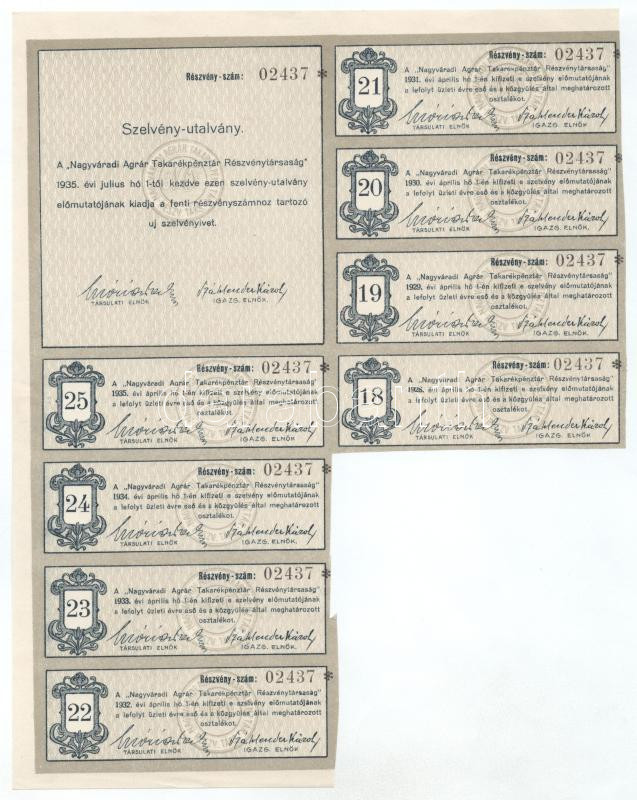 Részvény-szám: 02437 *
Szelvény-utalvány.
A „Nagyváradi Agrár Takarékpénztár Részvénytársaság"
1935. évi julius hó 1-től kezdve ezen szelvény-utalvány
előmutatójának kiadja a fenti részvényszámhoz tartozó
uj szelvényivet.
TÁRSULATI ELNÖK
IGAZG. ELNÖK.
25
Részvény-szám: 02437 *
A „Nagyváradi Agrár Takarékpénztár Részvénytársaság"
1935. évi április hó 1-én kifizeti e szelvény előmutatójának
a lefolyt üzleti évre eső és a közgyülés által meghatározott
osztalékot.
TÁRSULATI ELNÖK
IGAZG. ELNÖK.
24
Részvény-szám: 02437 *
A „Nagyváradi Agrár Takarékpénztár Részvénytársaság"
1934. évi április hó 1-én kifizeti e szelvény előmutatójának
a lefolyt üzleti évre eső és a közgyülés által meghatározott
osztalékot.
TÁRSULATI ELNÖK
IGAZG. ELNÖK.
23
Részvény-szám: 02437 *
A „Nagyváradi Agrár Takarékpénztár Részvénytársaság"
1933. évi április hó 1-én kifizeti e szelvény előmutatójának
a lefolyt üzleti évre eső és a közgyülés által meghatározott
osztalékot.
TÁRSULATI ELNÖK
IGAZG. ELNÖK.
22
Részvény-szám: 02437 *
A „Nagyváradi Agrár Takarékpénztár Részvénytársaság"
1932. évi április hó 1-én kifizeti e szelvény előmutatójának
a lefolyt üzleti évre eső és a közgyülés által meghatározott
osztalékot.
TÁRSULATI ELNÖK
IGAZG. ELNÖK
21
Részvény-szám: 02437 *
A „Nagyváradi Agrár Takarékpénztár Részvénytársaság"
1931. évi április hó 1-én kifizeti e szelvény előmutatójának
a lefolyt üzleti évre eső és a közgyülés által meghatározott
osztalékot.
TÁRSULATI ELNÖK
IGAZG. ELNÖK.
20
Részvény-szám: 02437 *
A „Nagyváradi Agrár Takarékpénztár Részvénytársaság"
1930. évi április hó 1-én kifizeti e szelvény előmutatójának
a lefolyt üzleti évre eső és a közgyülés által meghatározott
osztalékot.
TÁRSULATI ELNÖK
IGAZG. ELNÖK.
19
Részvény-szám: 02437 *
A „Nagyváradi Agrár Takarékpénztár Részvénytársaság"
1929. évi április hó 1-én kifizeti e szelvény előmutatójának
a lefolyt üzleti évre eső és a közgyülés által meghatározott
osztalékot.
TÁRSULATI ELNÖK
IGAZG. ELNÖK.
18
Részvény-szám: 02437 *
A „Nagyváradi Agrár Takarékpénztár Részvénytársaság"
1928. évi április hó 1-én kifizeti e szelvény előmutatójának
a lefolyt üzleti évre eső és a közgyülés által meghatározott
osztalékot.
TÁRSULATI ELNÖK
IGAZG. ELNÖK.